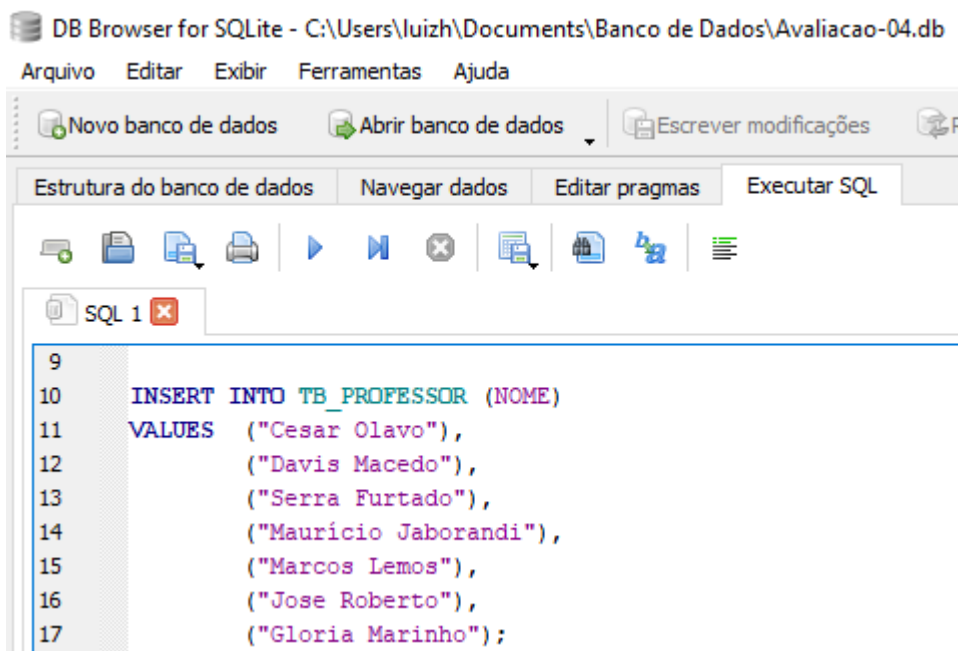 DB Browser for SQLite - C:\Users\luizh\Documents\Banco de Dados\Avaliacao-04.db
Arquivo Editar Exibir Ferramentas Ajuda
Novo banco de dados Abrir banco de dados Escrever modificações
Estrutura do banco de dados Navegar dados Editar pragmas Executar SQL
SQL 1
9
10 INSERT INTO TB_PROFESSOR (NOME)
11 VALUES ("Cesar Olavo"),
12 ("Davis Macedo"),
13 ("Serra Furtado"),
14 ("Maurício Jaborandi"),
15 ("Marcos Lemos"),
16 ("Jose Roberto"),
17 ("Gloria Marinho");